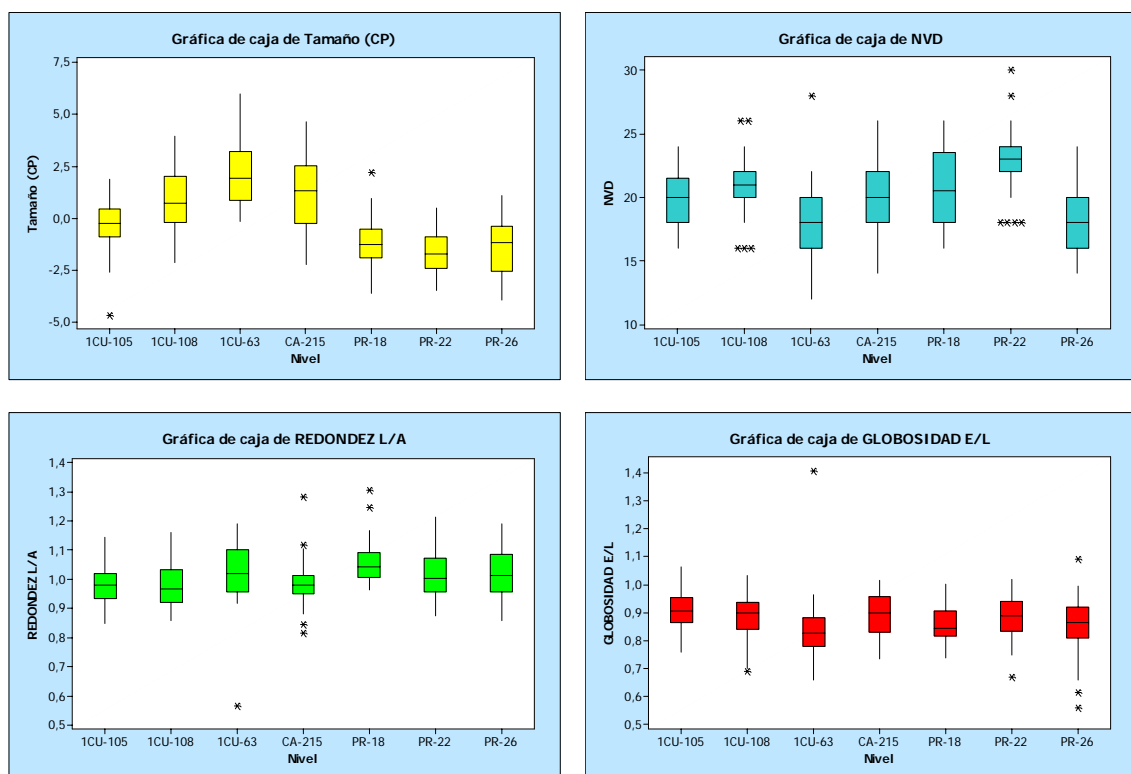 Gráfica de caja de Tamaño (CP)
Tamaño (CP)
7,5
5,0
2,5
0,0
-2,5
-5,0
1CU-105 1CU-108 1CU-63 CA-215 PR-18 PR-22 PR-26
Nivel
Gráfica de caja de NVD
NVD
30
25
20
15
10
1CU-105 1CU-108 1CU-63 CA-215 PR-18 PR-22 PR-26
Nivel
Gráfica de caja de REDONDEZ L/A
REDONDEZ L/A
1,4
1,3
1,2
1,1
1,0
0,9
0,8
0,7
0,6
0,5
1CU-105 1CU-108 1CU-63 CA-215 PR-18 PR-22 PR-26
Nivel
Gráfica de caja de GLOBOSIDAD E/L
GLOBOSIDAD E/L
1,4
1,3
1,2
1,1
1,0
0,9
0,8
0,7
0,6
0,5
1CU-105 1CU-108 1CU-63 CA-215 PR-18 PR-22 PR-26
Nivel